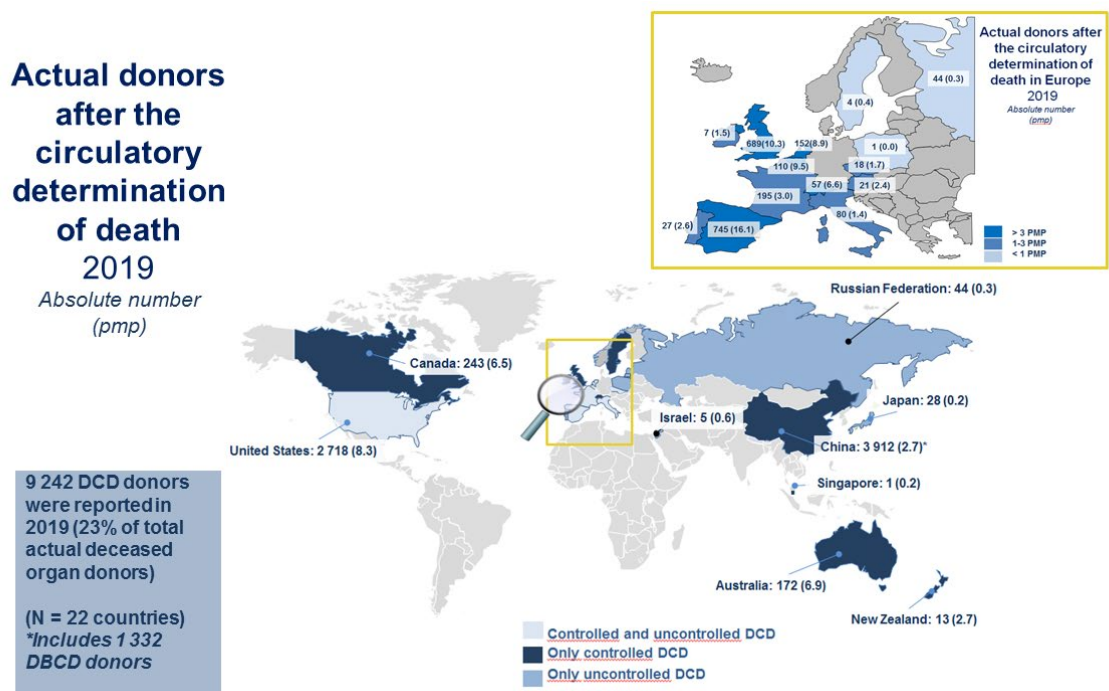 Actual donors
after the
circulatory
determination
of death
2019
Absolute number
(pmp)
Actual donors after
the circulatory
determination of
death in Europe
2019
Absolute number
(pmp)
44 (0.3)
4 (0.4)
7 (1.5)
689(10.3)
152(8.9)
1 (0.0)
110 (9.5)
18 (1.7)
57 (6.6)
21 (2.4)
195 (3.0)
80 (1.4)
27 (2.6)
745 (16.1)
> 3 PMP
1-3 PMP
< 1 PMP
Russian Federation: 44 (0.3)
Canada: 243 (6.5)
Japan: 28 (0.2)
Israel: 5 (0.6)
United States: 2 718 (8.3)
China: 3 912 (2.7)*
Singapore: 1 (0.2)
Australia: 172 (6.9)
New Zealand: 13 (2.7)
9 242 DCD donors
were reported in
2019 (23% of total
actual deceased
organ donors)
(N = 22 countries)
*Includes 1 332
DBCD donors
Controlled and uncontrolled DCD
Only controlled DCD
Only uncontrolled DCD